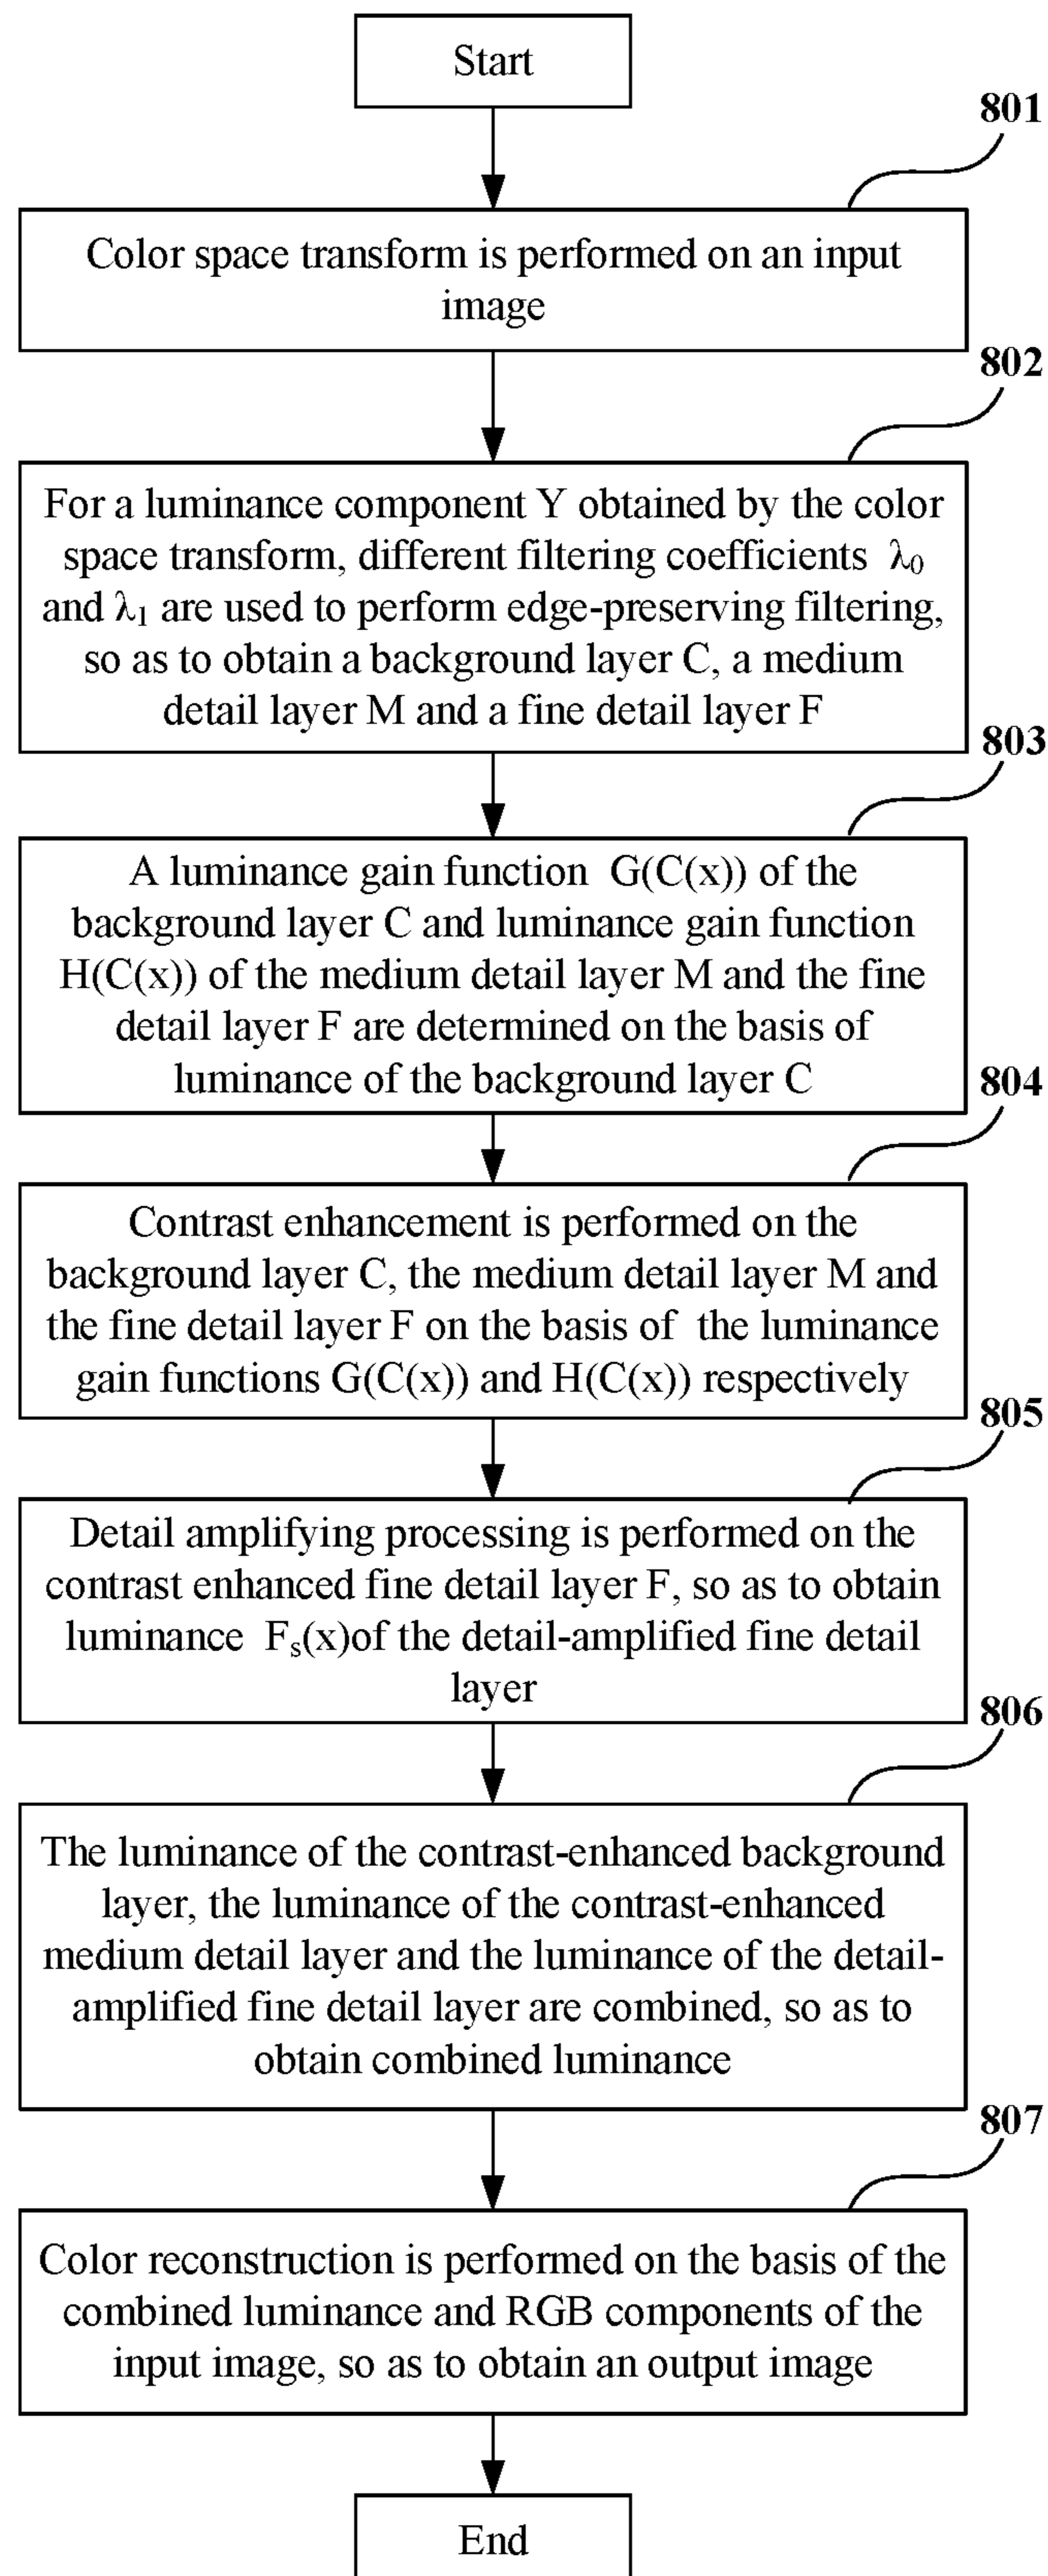 Start
801
Color space transform is performed on an input
image
802
For a luminance component Y obtained by the color
space transform, different filtering coefficients λ₀
and λ₁ are used to perform edge-preserving filtering,
so as to obtain a background layer C, a medium
detail layer M and a fine detail layer F
803
A luminance gain function G(C(x)) of the
background layer C and luminance gain function
H(C(x)) of the medium detail layer M and the fine
detail layer F are determined on the basis of
luminance of the background layer C
804
Contrast enhancement is performed on the
background layer C, the medium detail layer M and
the fine detail layer F on the basis of the luminance
gain functions G(C(x)) and H(C(x)) respectively
805
Detail amplifying processing is performed on the
contrast enhanced fine detail layer F, so as to obtain
luminance Fₛ(x)of the detail-amplified fine detail
layer
806
The luminance of the contrast-enhanced background
layer, the luminance of the contrast-enhanced
medium detail layer and the luminance of the detail-
amplified fine detail layer are combined, so as to
obtain combined luminance
807
Color reconstruction is performed on the basis of the
combined luminance and RGB components of the
input image, so as to obtain an output image
End